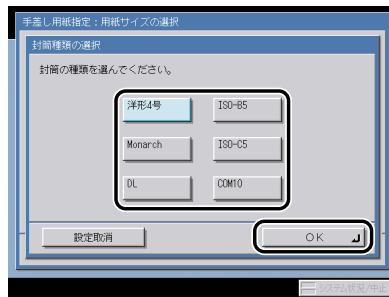 手差し用紙指定：用紙サイズの選択
封筒種類の選択
封筒の種類を選んでください。
洋形4号 ISO-B5
Monarch ISO-C5
DL COM10
設定取消 OK
システム状況/中止